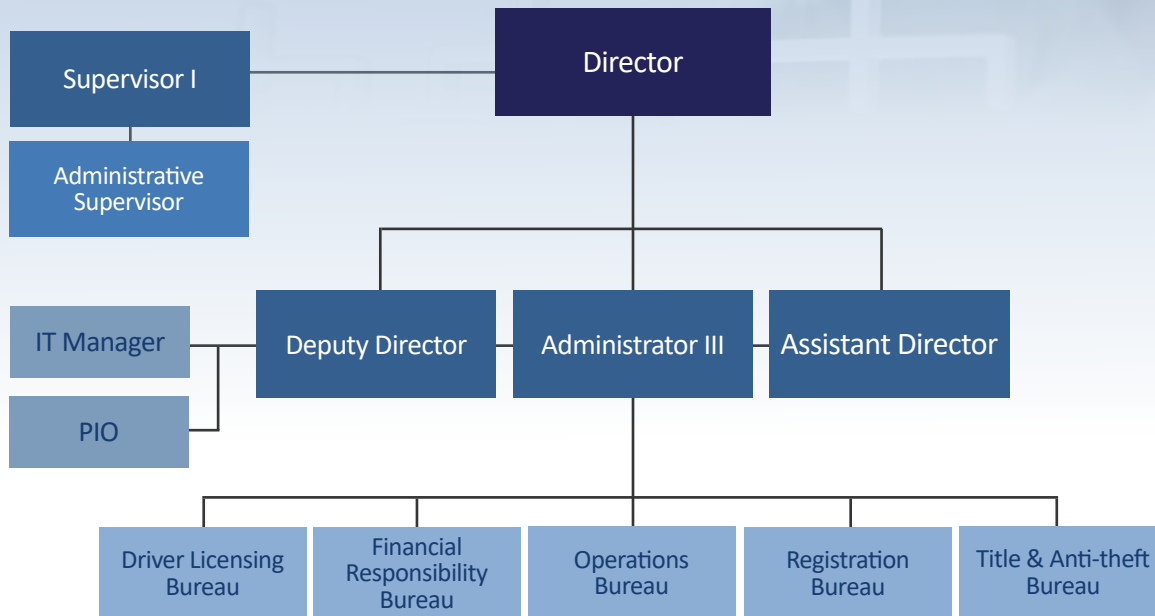 Director
Supervisor I
Administrative
Supervisor
IT Manager
Deputy Director
Administrator III
Assistant Director
PIO
Driver Licensing
Bureau
Financial
Responsibility
Bureau
Operations
Bureau
Registration
Bureau
Title & Anti-theft
Bureau